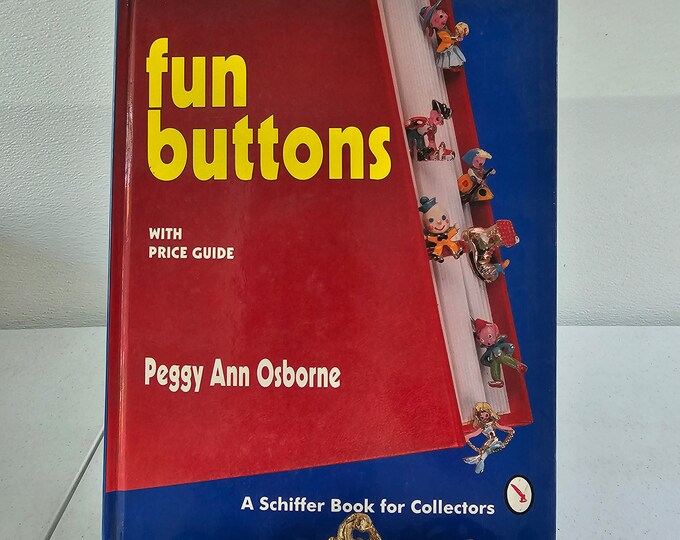 fun
buttons
WITH
PRICE GUIDE
Peggy Ann Osborne
A Schiffer Book for Collectors